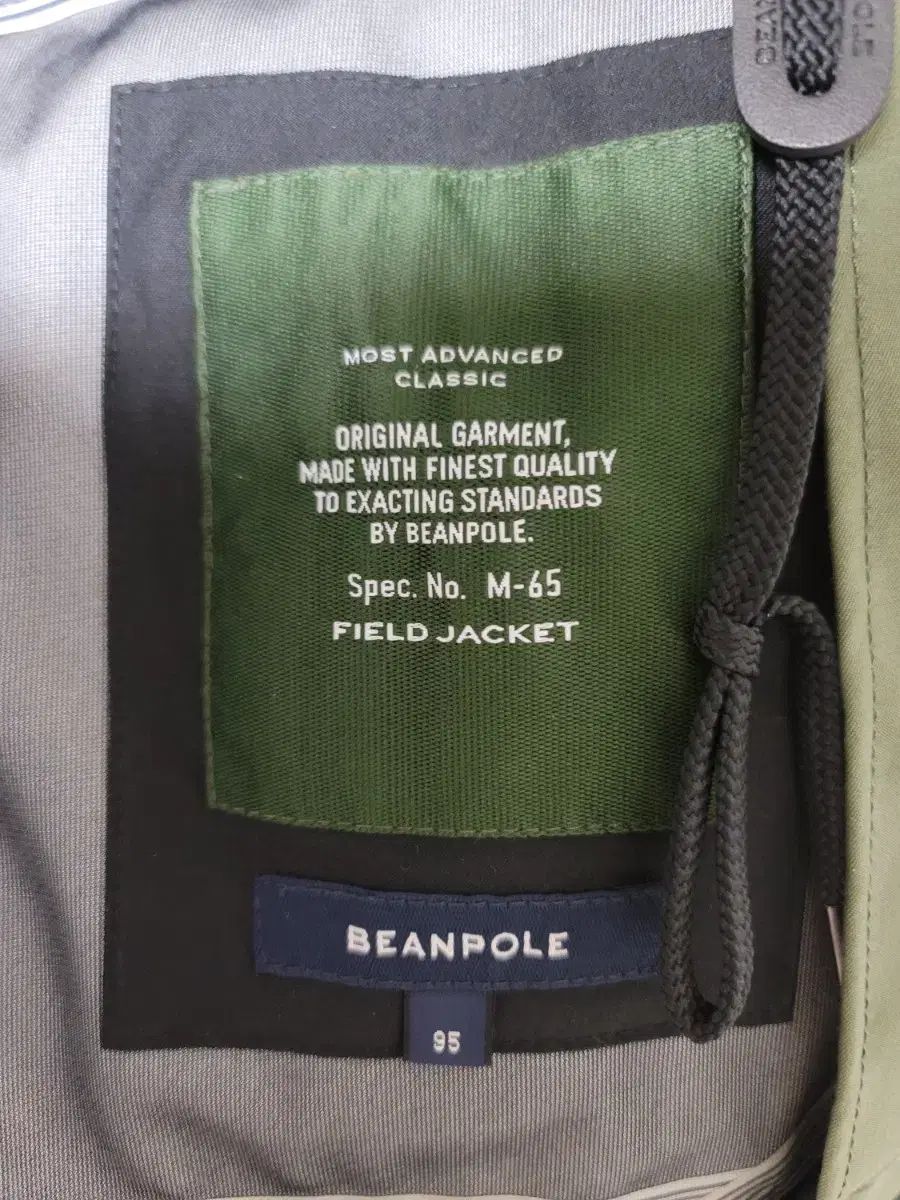 MOST ADVANCED
CLASSIC
ORIGINAL GARMENT,
MADE WITH FINEST QUALITY
TO EXACTING STANDARDS
BY BEANPOLE.
Spec. No. M-65
FIELD JACKET
BEANPOLE
95